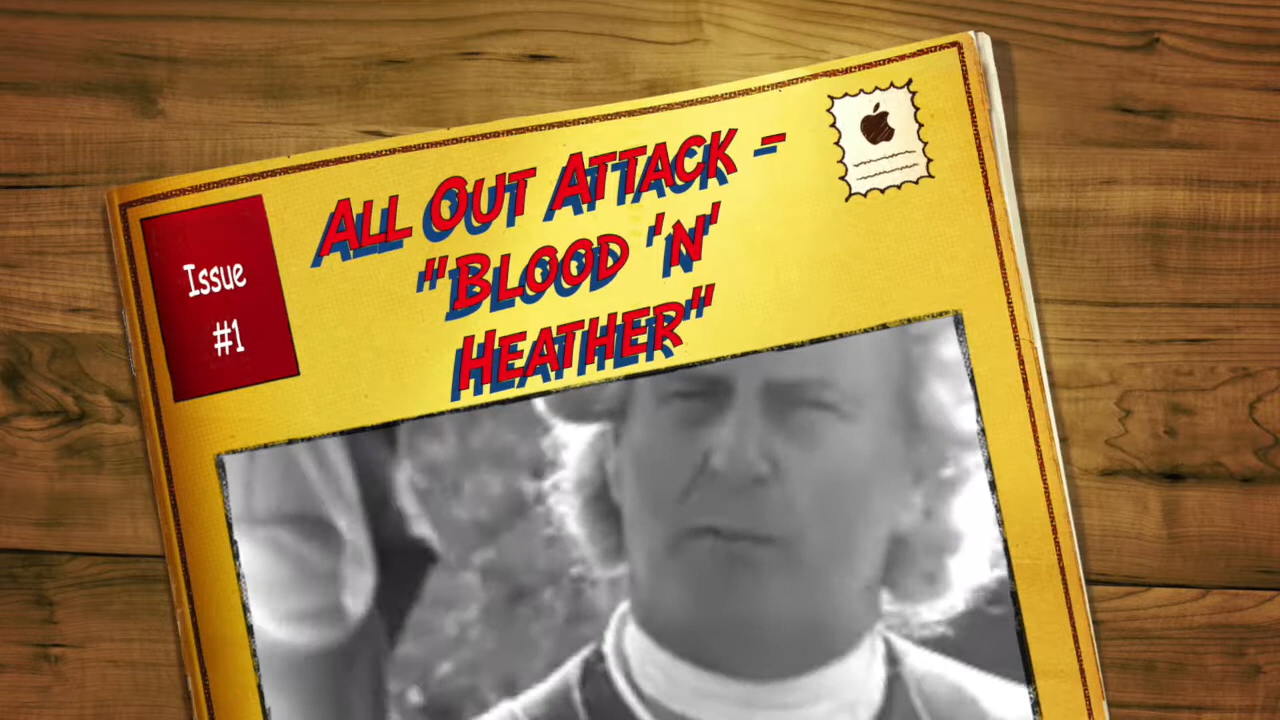 Issue
#1
All Out Attack -
"Blood 'n'
Heather"